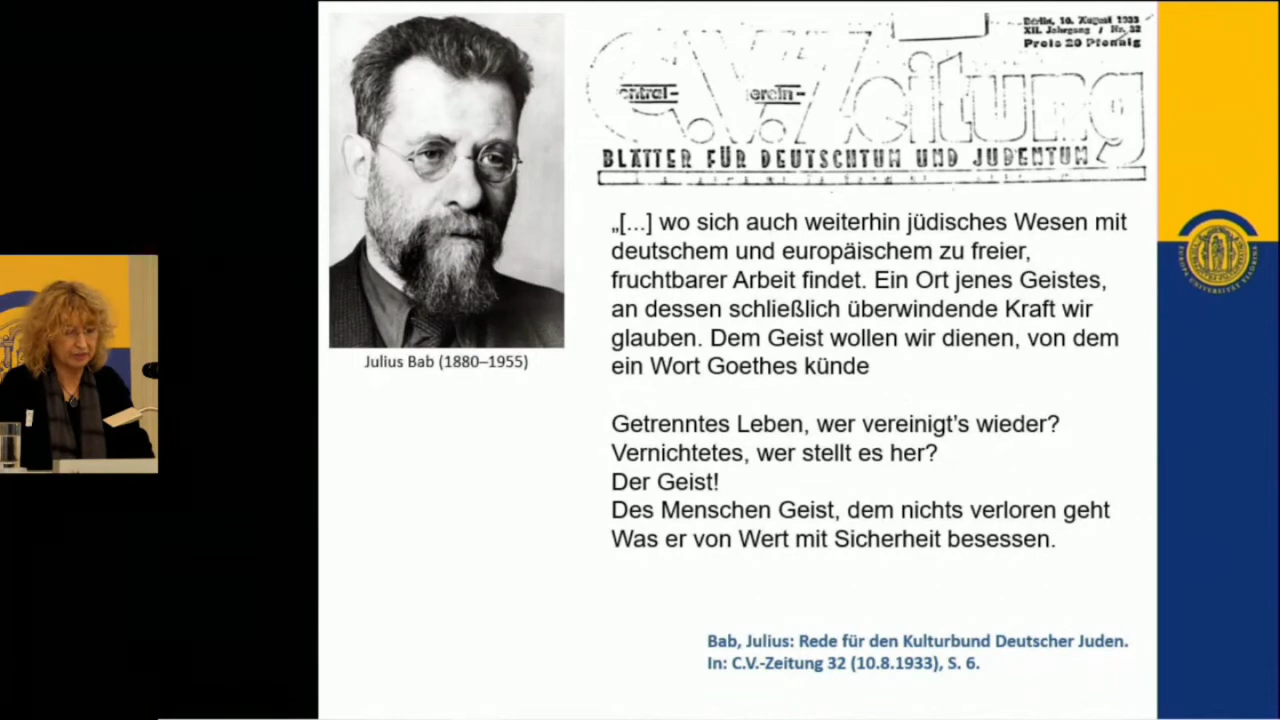 Berlin, 10. August 1933
XII. Jahrgang / Nr. 32
Preis 20 Pfennig
C.V.-Zeitung
entral- erein-
BLÄTTER FÜR DEUTSCHTUM UND JUDENTUM
„[...] wo sich auch weiterhin jüdisches Wesen mit
deutschem und europäischem zu freier,
fruchtbarer Arbeit findet. Ein Ort jenes Geistes,
an dessen schließlich überwindende Kraft wir
glauben. Dem Geist wollen wir dienen, von dem
ein Wort Goethes künde
Getrenntes Leben, wer vereinigt’s wieder?
Vernichtetes, wer stellt es her?
Der Geist!
Des Menschen Geist, dem nichts verloren geht
Was er von Wert mit Sicherheit besessen.
Julius Bab (1880–1955)
Bab, Julius: Rede für den Kulturbund Deutscher Juden.
In: C.V.-Zeitung 32 (10.8.1933), S. 6.
EUROPA UNIVERSITÄT VIADRINA